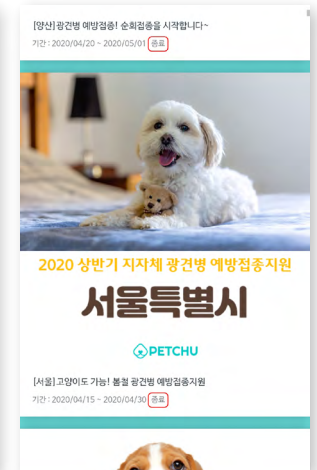 [양산]광견병 예방접종! 순회접종을 시작합니다~
기간 : 2020/04/20 ~ 2020/05/01 종료
2020 상반기 지자체 광견병 예방접종지원
서울특별시
PETCHU
[서울]고양이도 가능! 봄철 광견병 예방접종지원
기간 : 2020/04/15 ~ 2020/04/30 종료